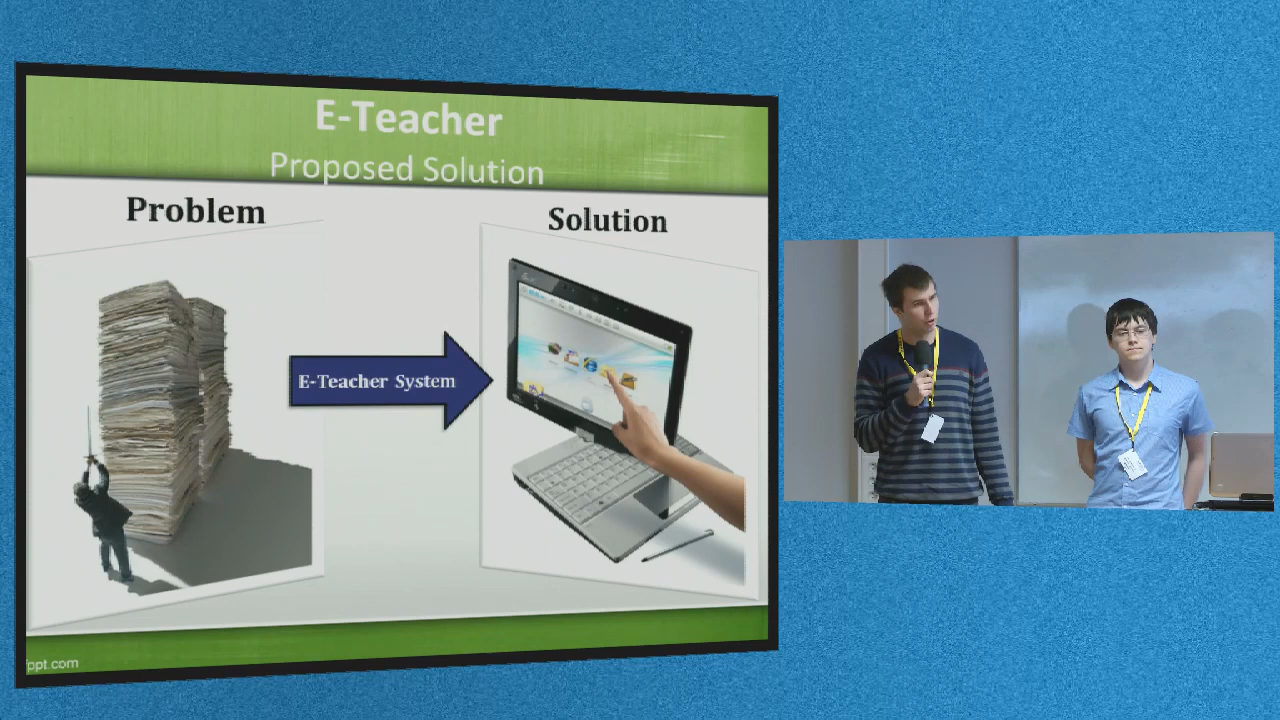 E-Teacher
Proposed Solution
Problem
Solution
E-Teacher System
ppt.com